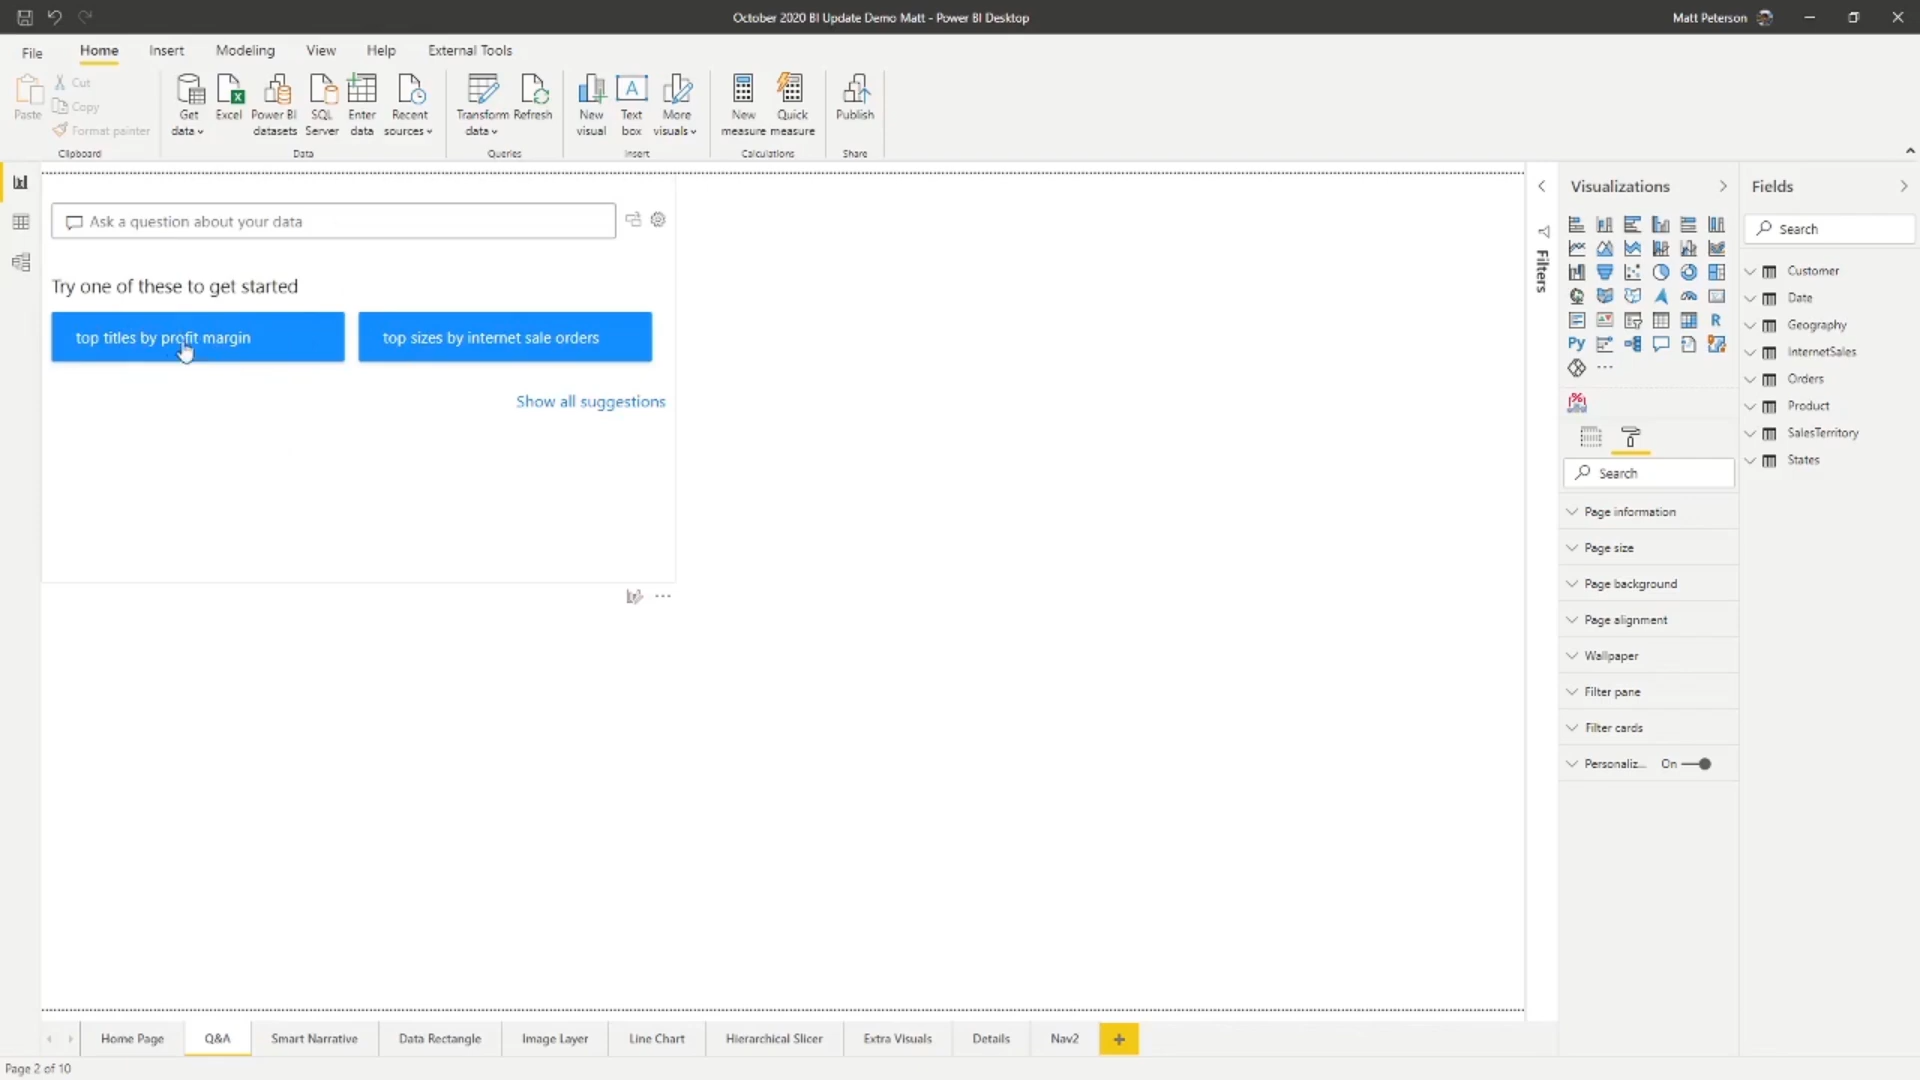 October 2020 BI Update Demo Matt - Power BI Desktop
Matt Peterson
File
Home
Insert
Modeling
View
Help
External Tools
Paste
Cut
Copy
Format painter
Clipboard
Get
data
Excel
Power BI
datasets
SQL
Server
Enter
data
Recent
sources
Data
Transform
data
Refresh
Queries
New
visual
Text
box
More
visuals
Insert
New
measure
Quick
measure
Calculations
Publish
Share
Ask a question about your data
Try one of these to get started
top titles by profit margin
top sizes by internet sale orders
Show all suggestions
Filters
Visualizations
R
Py
Search
Page information
Page size
Page background
Page alignment
Wallpaper
Filter pane
Filter cards
Personaliz...
On
Fields
Search
Customer
Date
Geography
InternetSales
Orders
Product
SalesTerritory
States
Home Page
Q&A
Smart Narrative
Data Rectangle
Image Layer
Line Chart
Hierarchical Slicer
Extra Visuals
Details
Nav2
+
Page 2 of 10